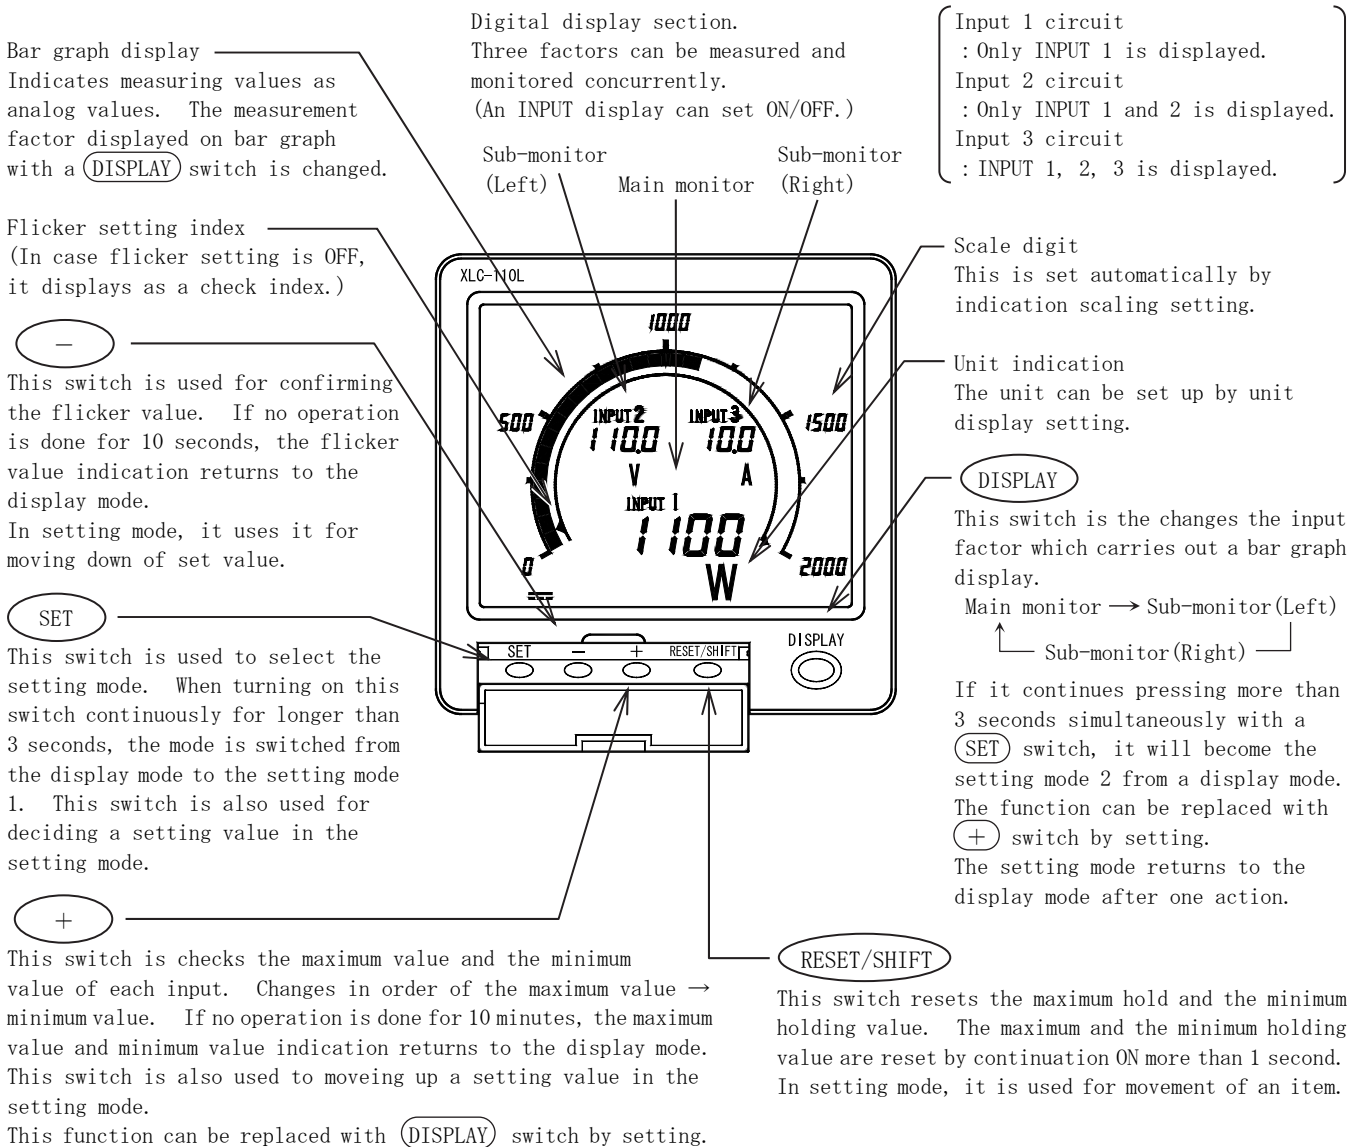 Bar graph display
Indicates measuring values as
analog values.  The measurement
factor displayed on bar graph
with a (DISPLAY) switch is changed.
Flicker setting index
(In case flicker setting is OFF,
it displays as a check index.)
−
This switch is used for confirming
the flicker value.  If no operation
is done for 10 seconds, the flicker
value indication returns to the
display mode.
In setting mode, it uses it for
moving down of set value.
SET
This switch is used to select the
setting mode.  When turning on this
switch continuously for longer than
3 seconds, the mode is switched from
the display mode to the setting mode
1.  This switch is also used for
deciding a setting value in the
setting mode.
+
This switch is checks the maximum value and the minimum
value of each input.  Changes in order of the maximum value →
minimum value.  If no operation is done for 10 minutes, the maximum
value and minimum value indication returns to the display mode.
This switch is also used to moveing up a setting value in the
setting mode.
This function can be replaced with (DISPLAY) switch by setting.
Digital display section.
Three factors can be measured and
monitored concurrently.
(An INPUT display can set ON/OFF.)
Sub-monitor
(Left)
Main monitor
Sub-monitor
(Right)
XLC-110L
1000
500
1500
INPUT 2
INPUT 3
110.0
10.0
V
A
INPUT 1
1100
W
0
2000
SET
−
+
RESET/SHIFT
DISPLAY
Input 1 circuit
: Only INPUT 1 is displayed.
Input 2 circuit
: Only INPUT 1 and 2 is displayed.
Input 3 circuit
: INPUT 1, 2, 3 is displayed.
Scale digit
This is set automatically by
indication scaling setting.
Unit indication
The unit can be set up by unit
display setting.
DISPLAY
This switch is the changes the input
factor which carries out a bar graph
display.
Main monitor → Sub-monitor(Left)
Sub-monitor(Right)
If it continues pressing more than
3 seconds simultaneously with a
(SET) switch, it will become the
setting mode 2 from a display mode.
The function can be replaced with
(+) switch by setting.
The setting mode returns to the
display mode after one action.
RESET/SHIFT
This switch resets the maximum hold and the minimum
holding value.  The maximum and the minimum holding
value are reset by continuation ON more than 1 second.
In setting mode, it is used for movement of an item.